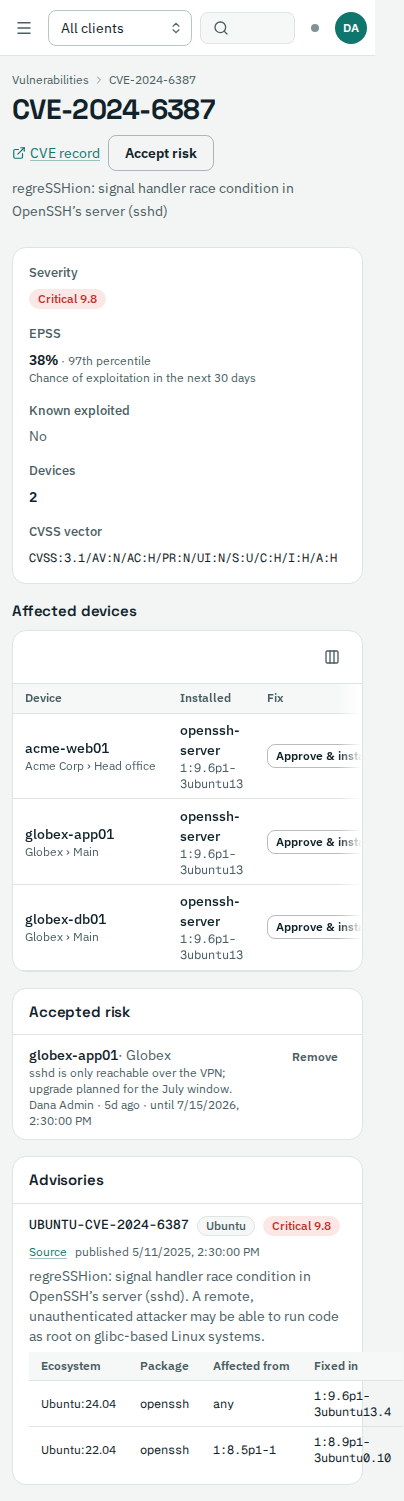 All clients
DA
Vulnerabilities › CVE-2024-6387
CVE-2024-6387
CVE record Accept risk
regreSSHion: signal handler race condition in
OpenSSH’s server (sshd)
Severity
Critical 9.8
EPSS
38% · 97th percentile
Chance of exploitation in the next 30 days
Known exploited
No
Devices
2
CVSS vector
CVSS:3.1/AV:N/AC:H/PR:N/UI:N/S:U/C:H/I:H/A:H
Affected devices
Device Installed Fix
acme-web01
Acme Corp › Head office
openssh-
server
1:9.6p1-
3ubuntu13
Approve & inst
globex-app01
Globex › Main
openssh-
server
1:9.6p1-
3ubuntu13
Approve & inst
globex-db01
Globex › Main
openssh-
server
1:9.6p1-
3ubuntu13
Approve & inst
Accepted risk
globex-app01· Globex Remove
sshd is only reachable over the VPN;
upgrade planned for the July window.
Dana Admin · 5d ago · until 7/15/2026,
2:30:00 PM
Advisories
UBUNTU-CVE-2024-6387 Ubuntu Critical 9.8
Source published 5/11/2025, 2:30:00 PM
regreSSHion: signal handler race condition in
OpenSSH’s server (sshd). A remote,
unauthenticated attacker may be able to run code
as root on glibc-based Linux systems.
Ecosystem Package Affected from Fixed in
Ubuntu:24.04 openssh any 1:9.6p1-
3ubuntu13.4
Ubuntu:22.04 openssh 1:8.5p1-1 1:8.9p1-
3ubuntu0.10